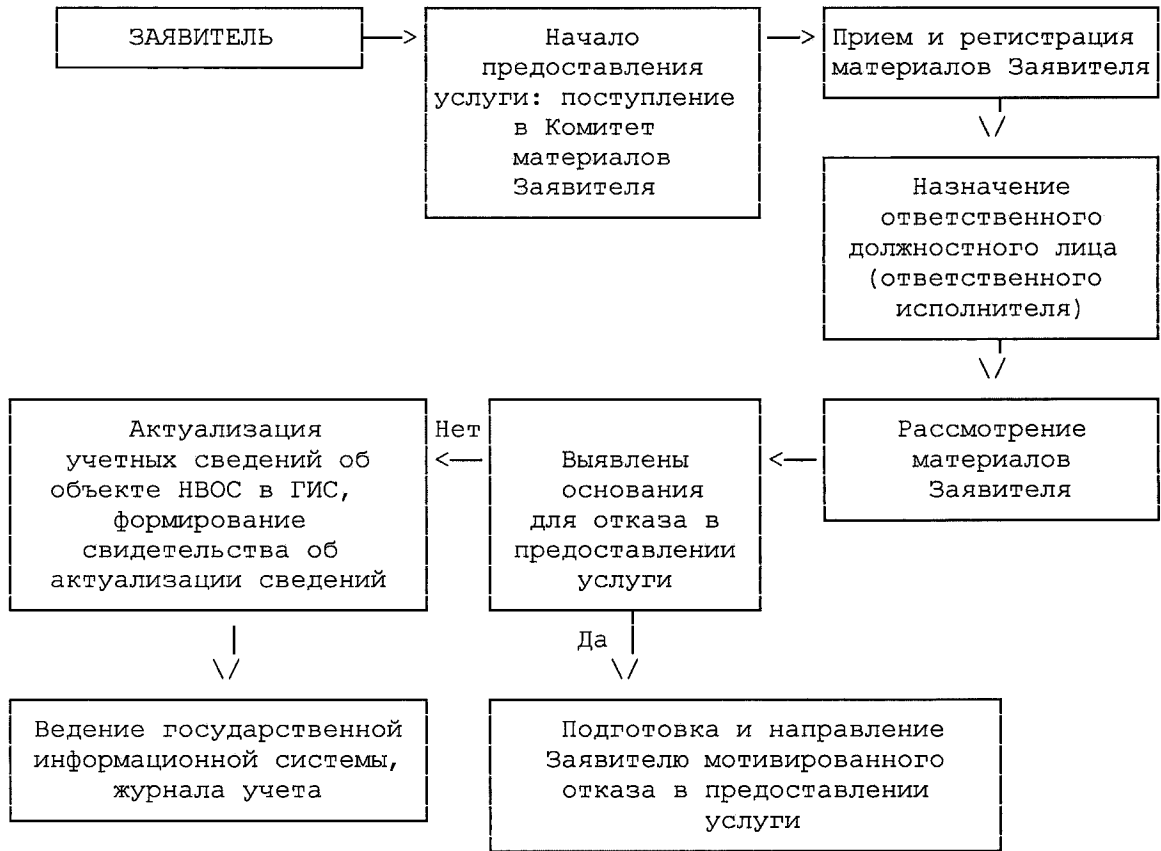 ЗАЯВИТЕЛЬ
Начало
предоставления
услуги: поступление
в Комитет
материалов
Заявителя
Прием и регистрация
материалов Заявителя
Назначение
ответственного
должностного лица
(ответственного
исполнителя)
Рассмотрение
материалов
Заявителя
Выявлены
основания
для отказа в
предоставлении
услуги
Нет
Актуализация
учетных сведений об
объекте НВОС в ГИС,
формирование
свидетельства об
актуализации сведений
Да
Ведение государственной
информационной системы,
журнала учета
Подготовка и направление
Заявителю мотивированного
отказа в предоставлении
услуги